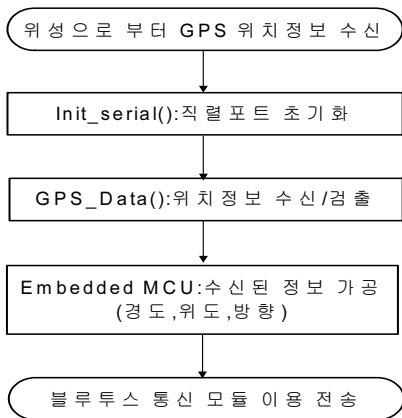 위성으로 부터 GPS 위치정보 수신
Init_serial():직렬포트 초기화
GPS_Data():위치정보 수신/검출
Embedded MCU:수신된 정보 가공
(경도,위도,방향)
블루투스 통신 모듈 이용 전송